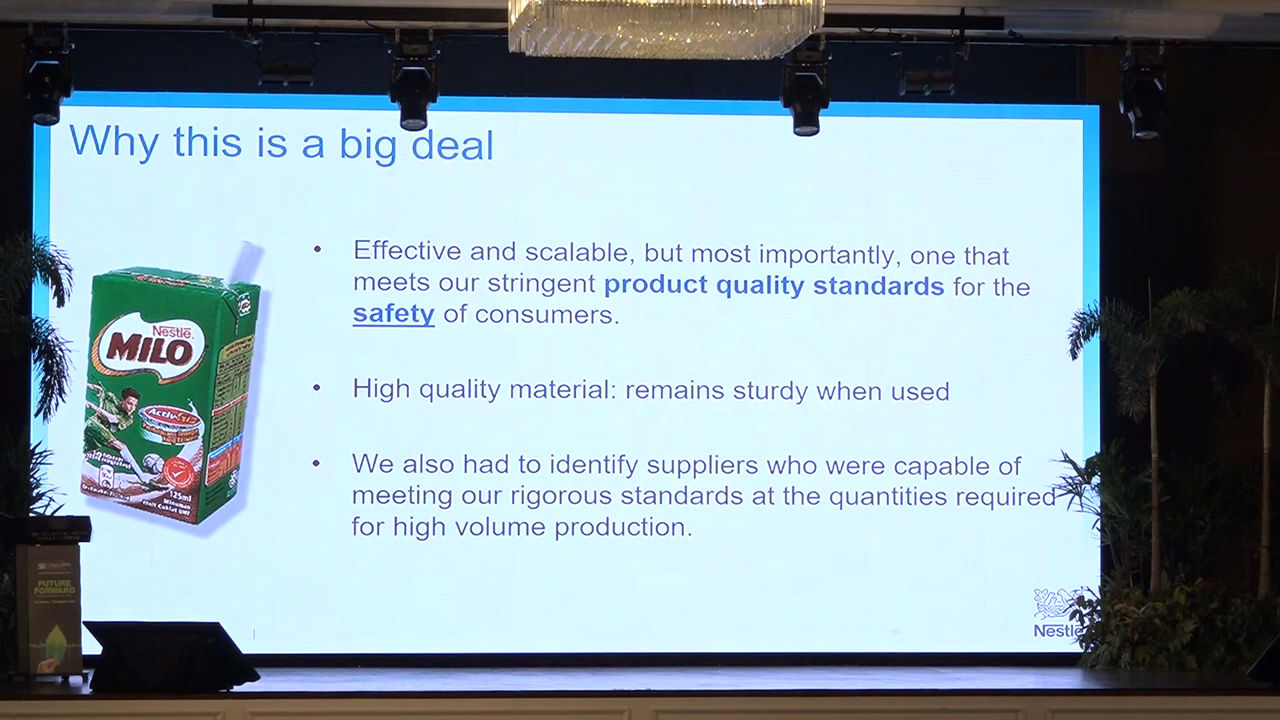 Why this is a big deal
• Effective and scalable, but most importantly, one that
meets our stringent product quality standards for the
safety of consumers.
• High quality material: remains sturdy when used
• We also had to identify suppliers who were capable of
meeting our rigorous standards at the quantities required
for high volume production.
Nestlé
MILO
125ml
Nestlé
FUTURE
FORWARD